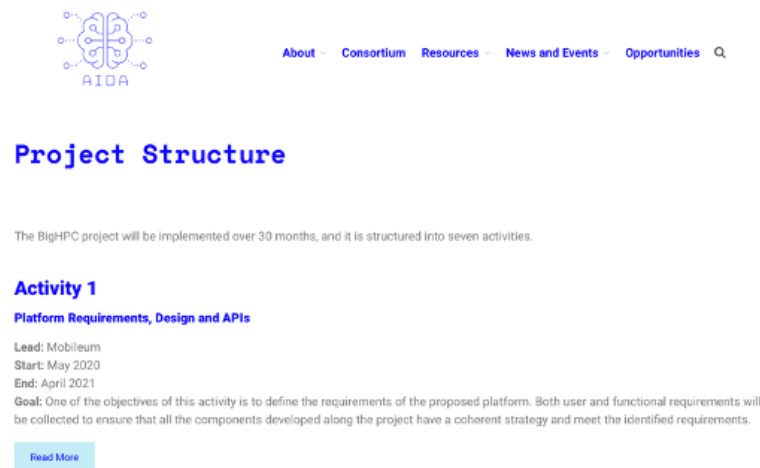 AIDA
About Consortium Resources News and Events Opportunities
Project Structure
The BigHPC project will be implemented over 30 months, and it is structured into seven activities.
Activity 1
Platform Requirements, Design and APIs
Lead: Mobileum
Start: May 2020
End: April 2021
Goal: One of the objectives of this activity is to define the requirements of the proposed platform. Both user and functional requirements will
be collected to ensure that all the components developed along the project have a coherent strategy and meet the identified requirements.
Read More